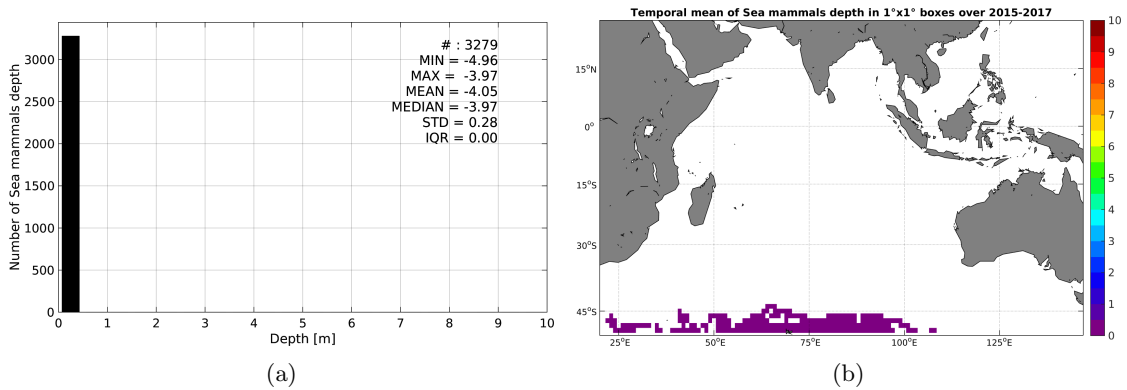 # : 3279
MIN = -4.96
MAX = -3.97
MEAN = -4.05
MEDIAN = -3.97
STD = 0.28
IQR = 0.00
Number of Sea mammals depth
3000
2500
2000
1500
1000
500
0
0 1 2 3 4 5 6 7 8 9 10
Depth [m]
(a)
Temporal mean of Sea mammals depth in 1°x1° boxes over 2015-2017
15°N
0°
15°S
30°S
45°S
25°E 50°E 75°E 100°E 125°E
10
9
8
7
6
5
4
3
2
1
0
(b)